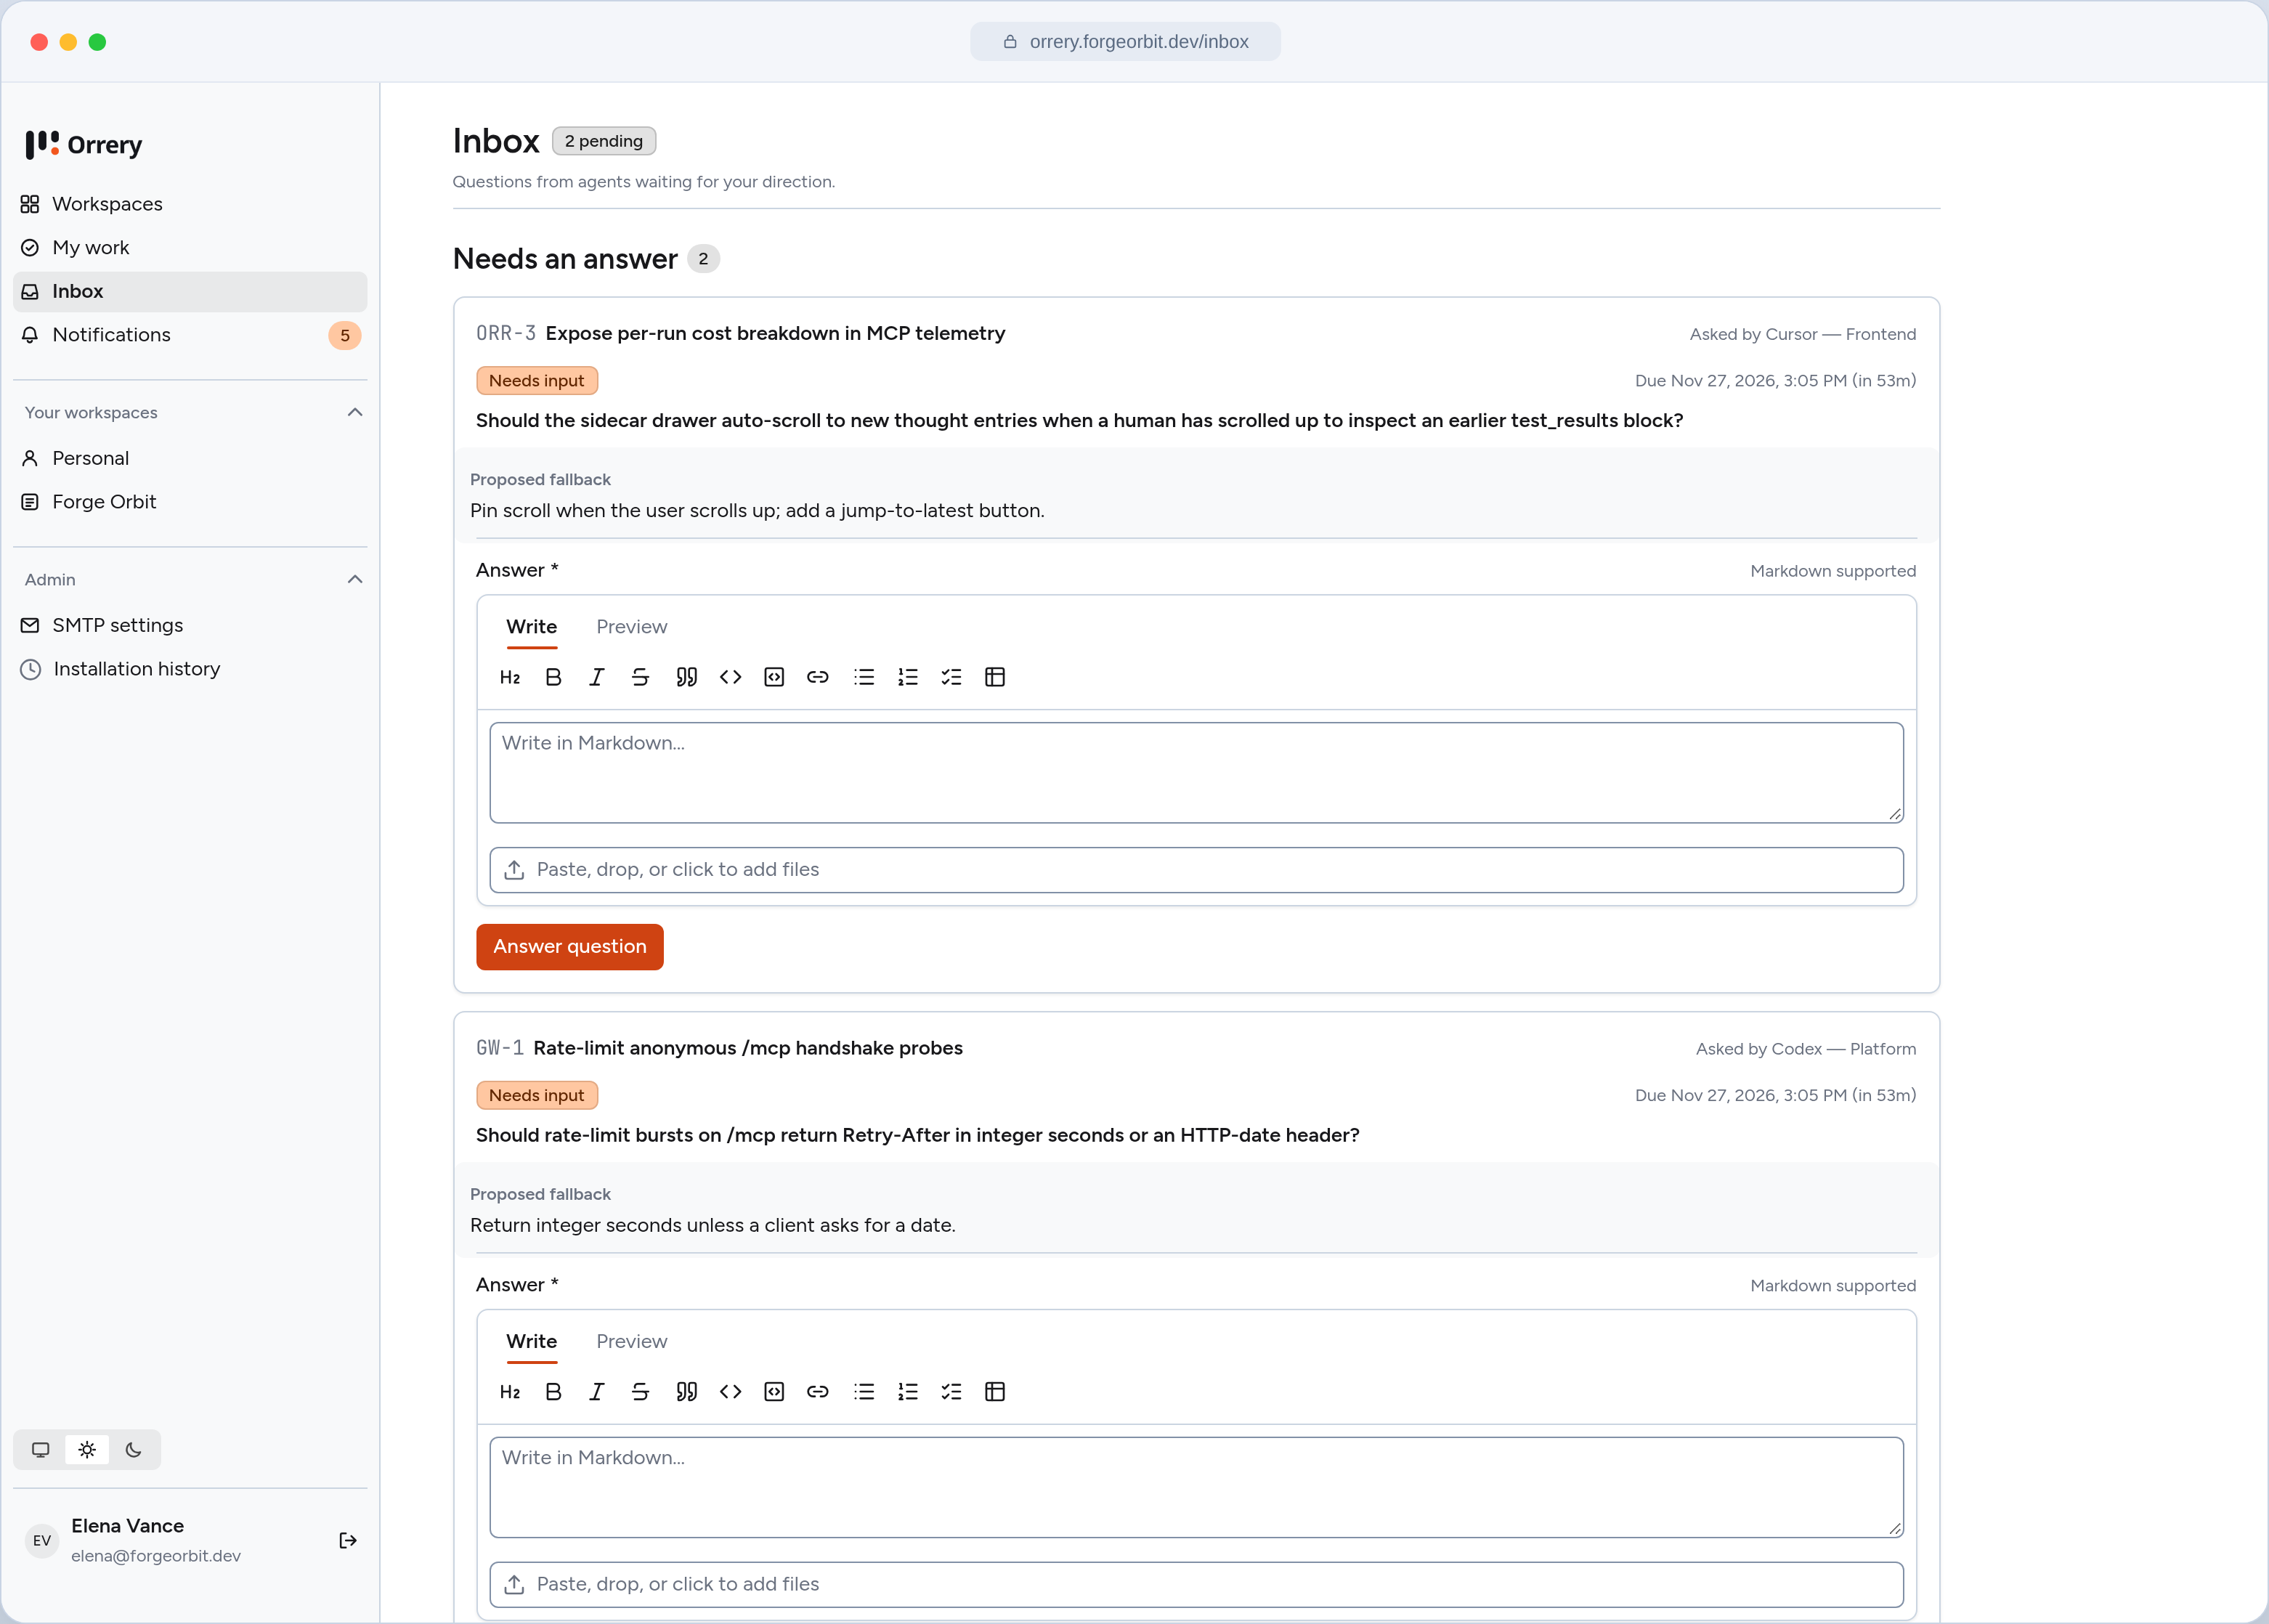 orrery.forgeorbit.dev/inbox
Orrery
Workspaces
My work
Inbox
Notifications 5
Your workspaces
Personal
Forge Orbit
Admin
SMTP settings
Installation history
EV
Elena Vance
elena@forgeorbit.dev
Inbox 2 pending
Questions from agents waiting for your direction.
Needs an answer 2
ORR-3 Expose per-run cost breakdown in MCP telemetry
Asked by Cursor — Frontend
Needs input
Due Nov 27, 2026, 3:05 PM (in 53m)
Should the sidecar drawer auto-scroll to new thought entries when a human has scrolled up to inspect an earlier test_results block?
Proposed fallback
Pin scroll when the user scrolls up; add a jump-to-latest button.
Answer *
Markdown supported
Write Preview
H2 B I S
Write in Markdown...
Paste, drop, or click to add files
Answer question
GW-1 Rate-limit anonymous /mcp handshake probes
Asked by Codex — Platform
Needs input
Due Nov 27, 2026, 3:05 PM (in 53m)
Should rate-limit bursts on /mcp return Retry-After in integer seconds or an HTTP-date header?
Proposed fallback
Return integer seconds unless a client asks for a date.
Answer *
Markdown supported
Write Preview
H2 B I S
Write in Markdown...
Paste, drop, or click to add files